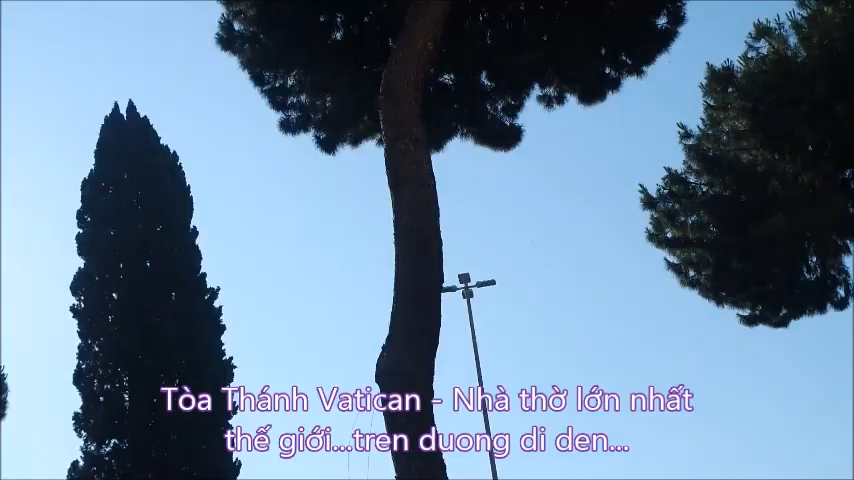 Tòa Thánh Vatican - Nhà thờ lớn nhất
thế giới...tren duong di den...